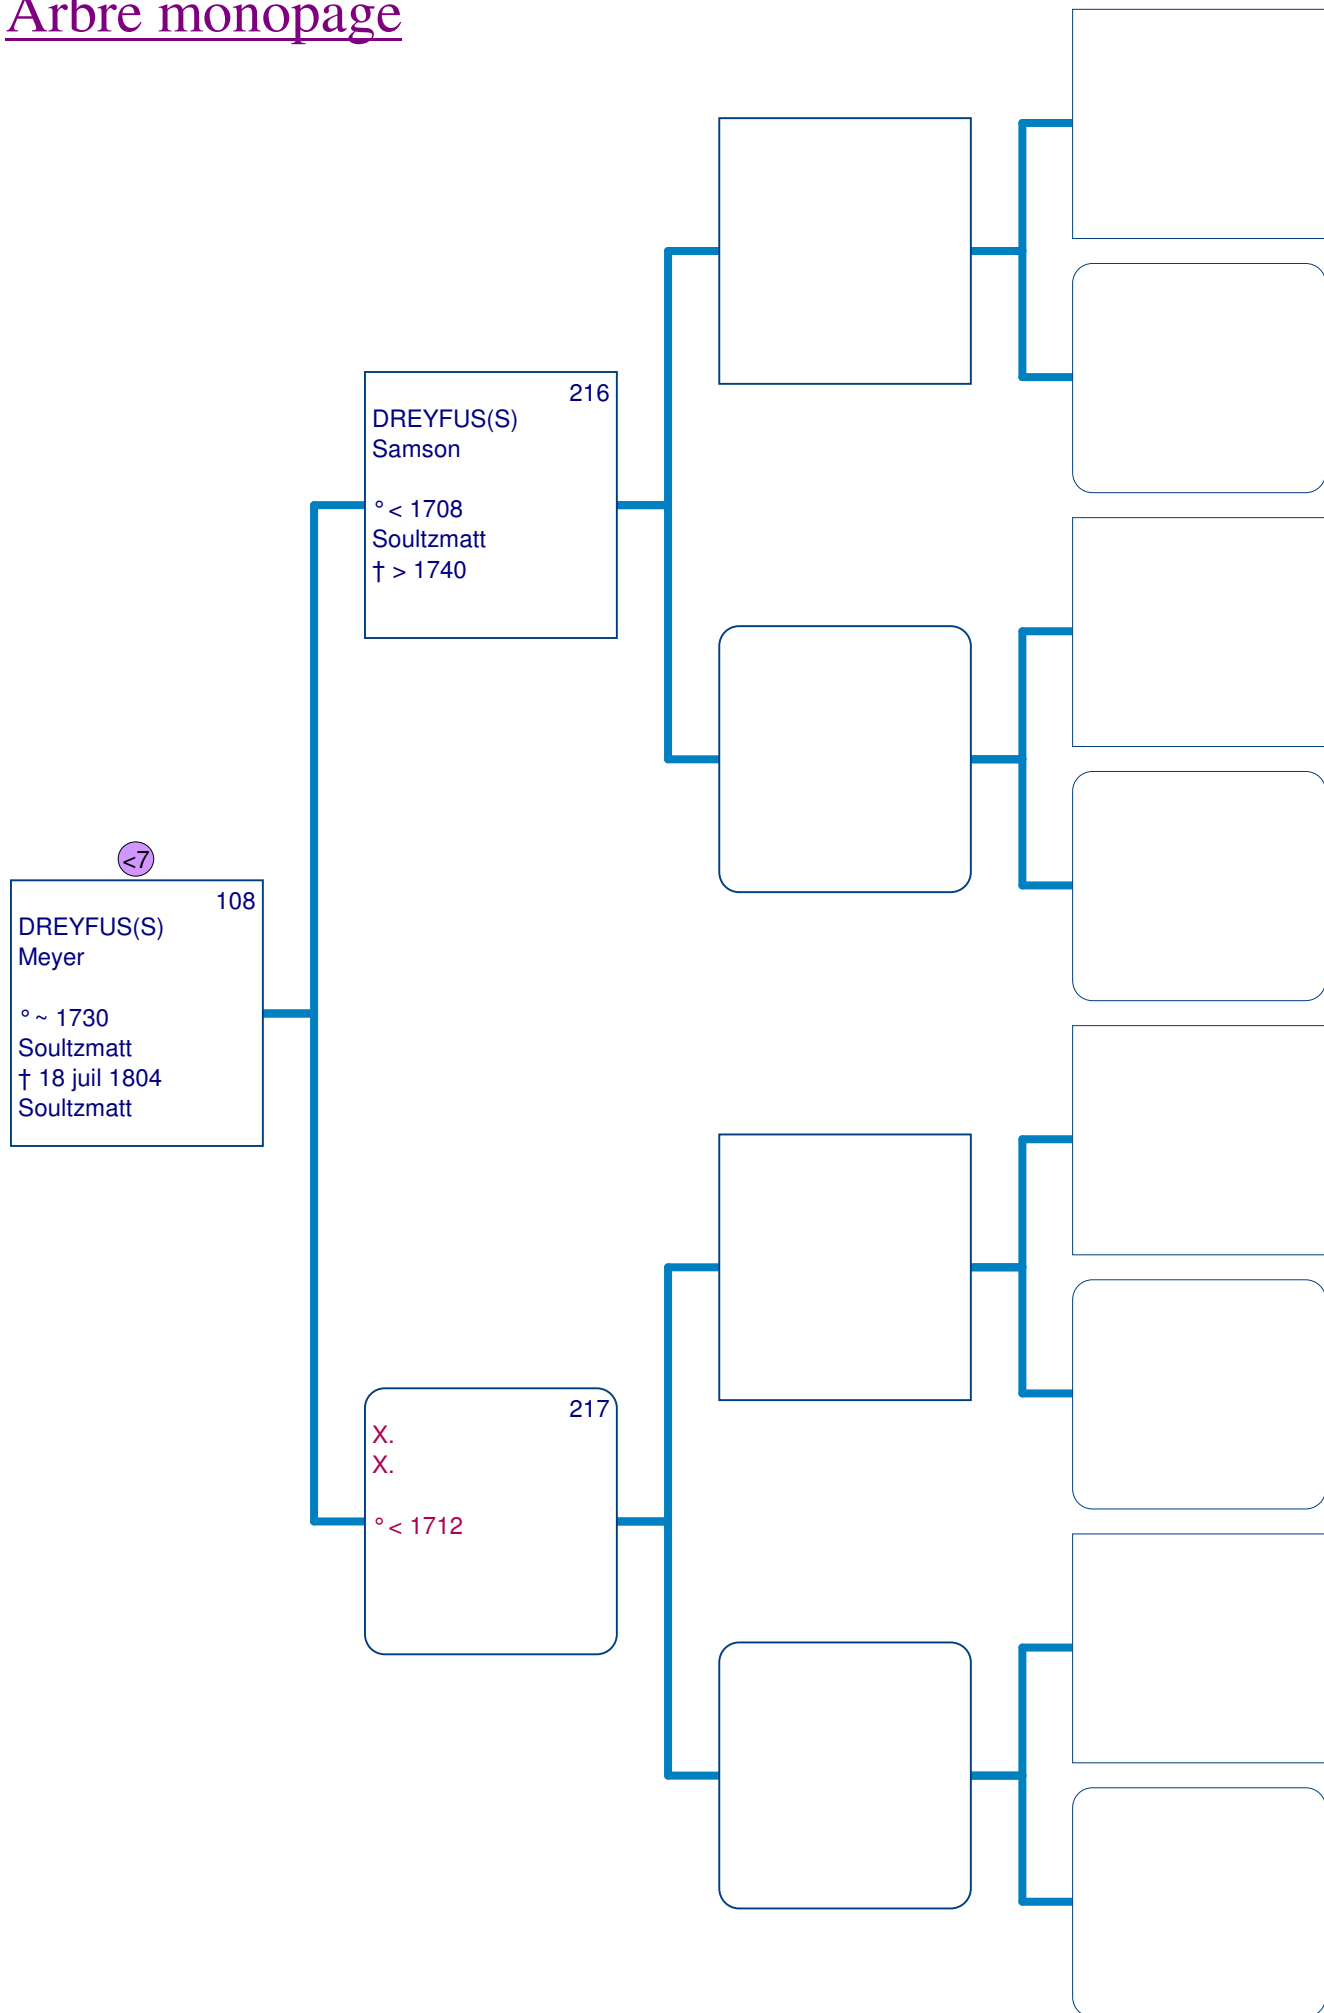 Arbre monopage
216
DREYFUS(S)
Samson
° < 1708
Soultzmatt
† > 1740
<7
108
DREYFUS(S)
Meyer
° ~ 1730
Soultzmatt
† 18 juil 1804
Soultzmatt
217
X.
X.
° < 1712